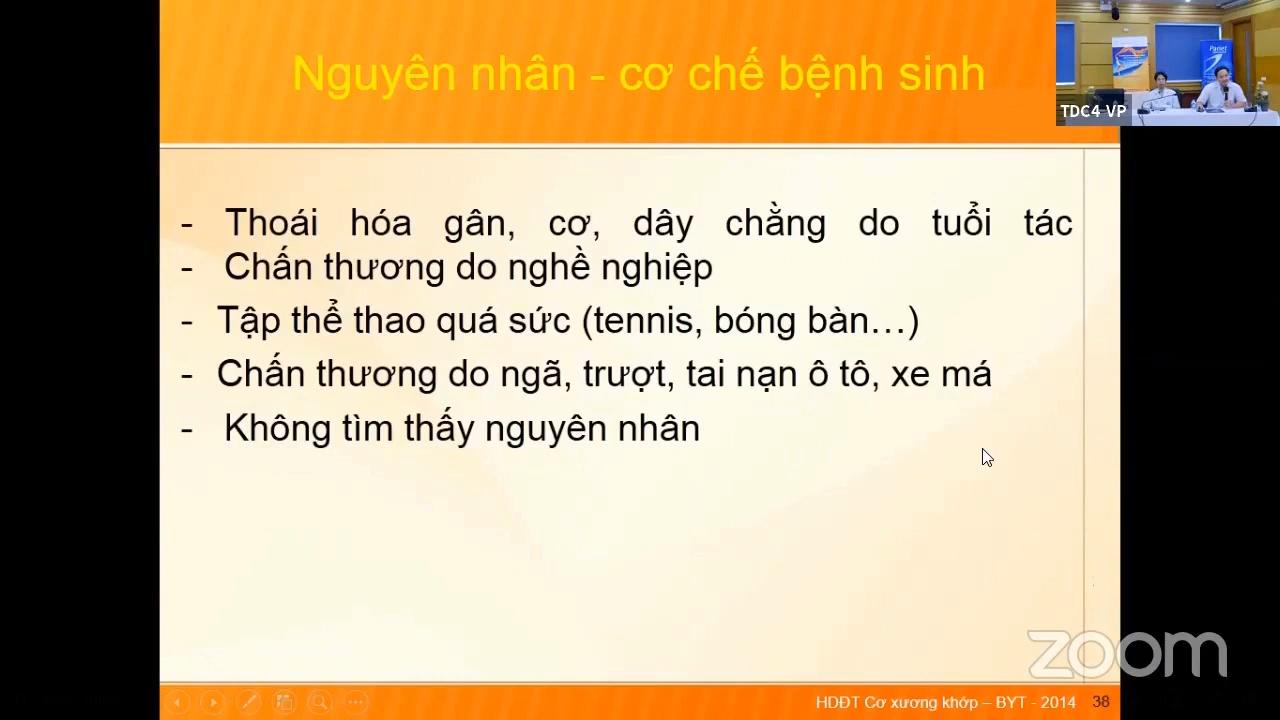 Nguyên nhân - cơ chế bệnh sinh
TDC4 VP
- Thoái hóa gân, cơ, dây chằng do tuổi tác
- Chấn thương do nghề nghiệp
- Tập thể thao quá sức (tennis, bóng bàn…)
- Chấn thương do ngã, trượt, tai nạn ô tô, xe má
- Không tìm thấy nguyên nhân
zoom
HDĐT Cơ xương khớp – BYT - 2014 38